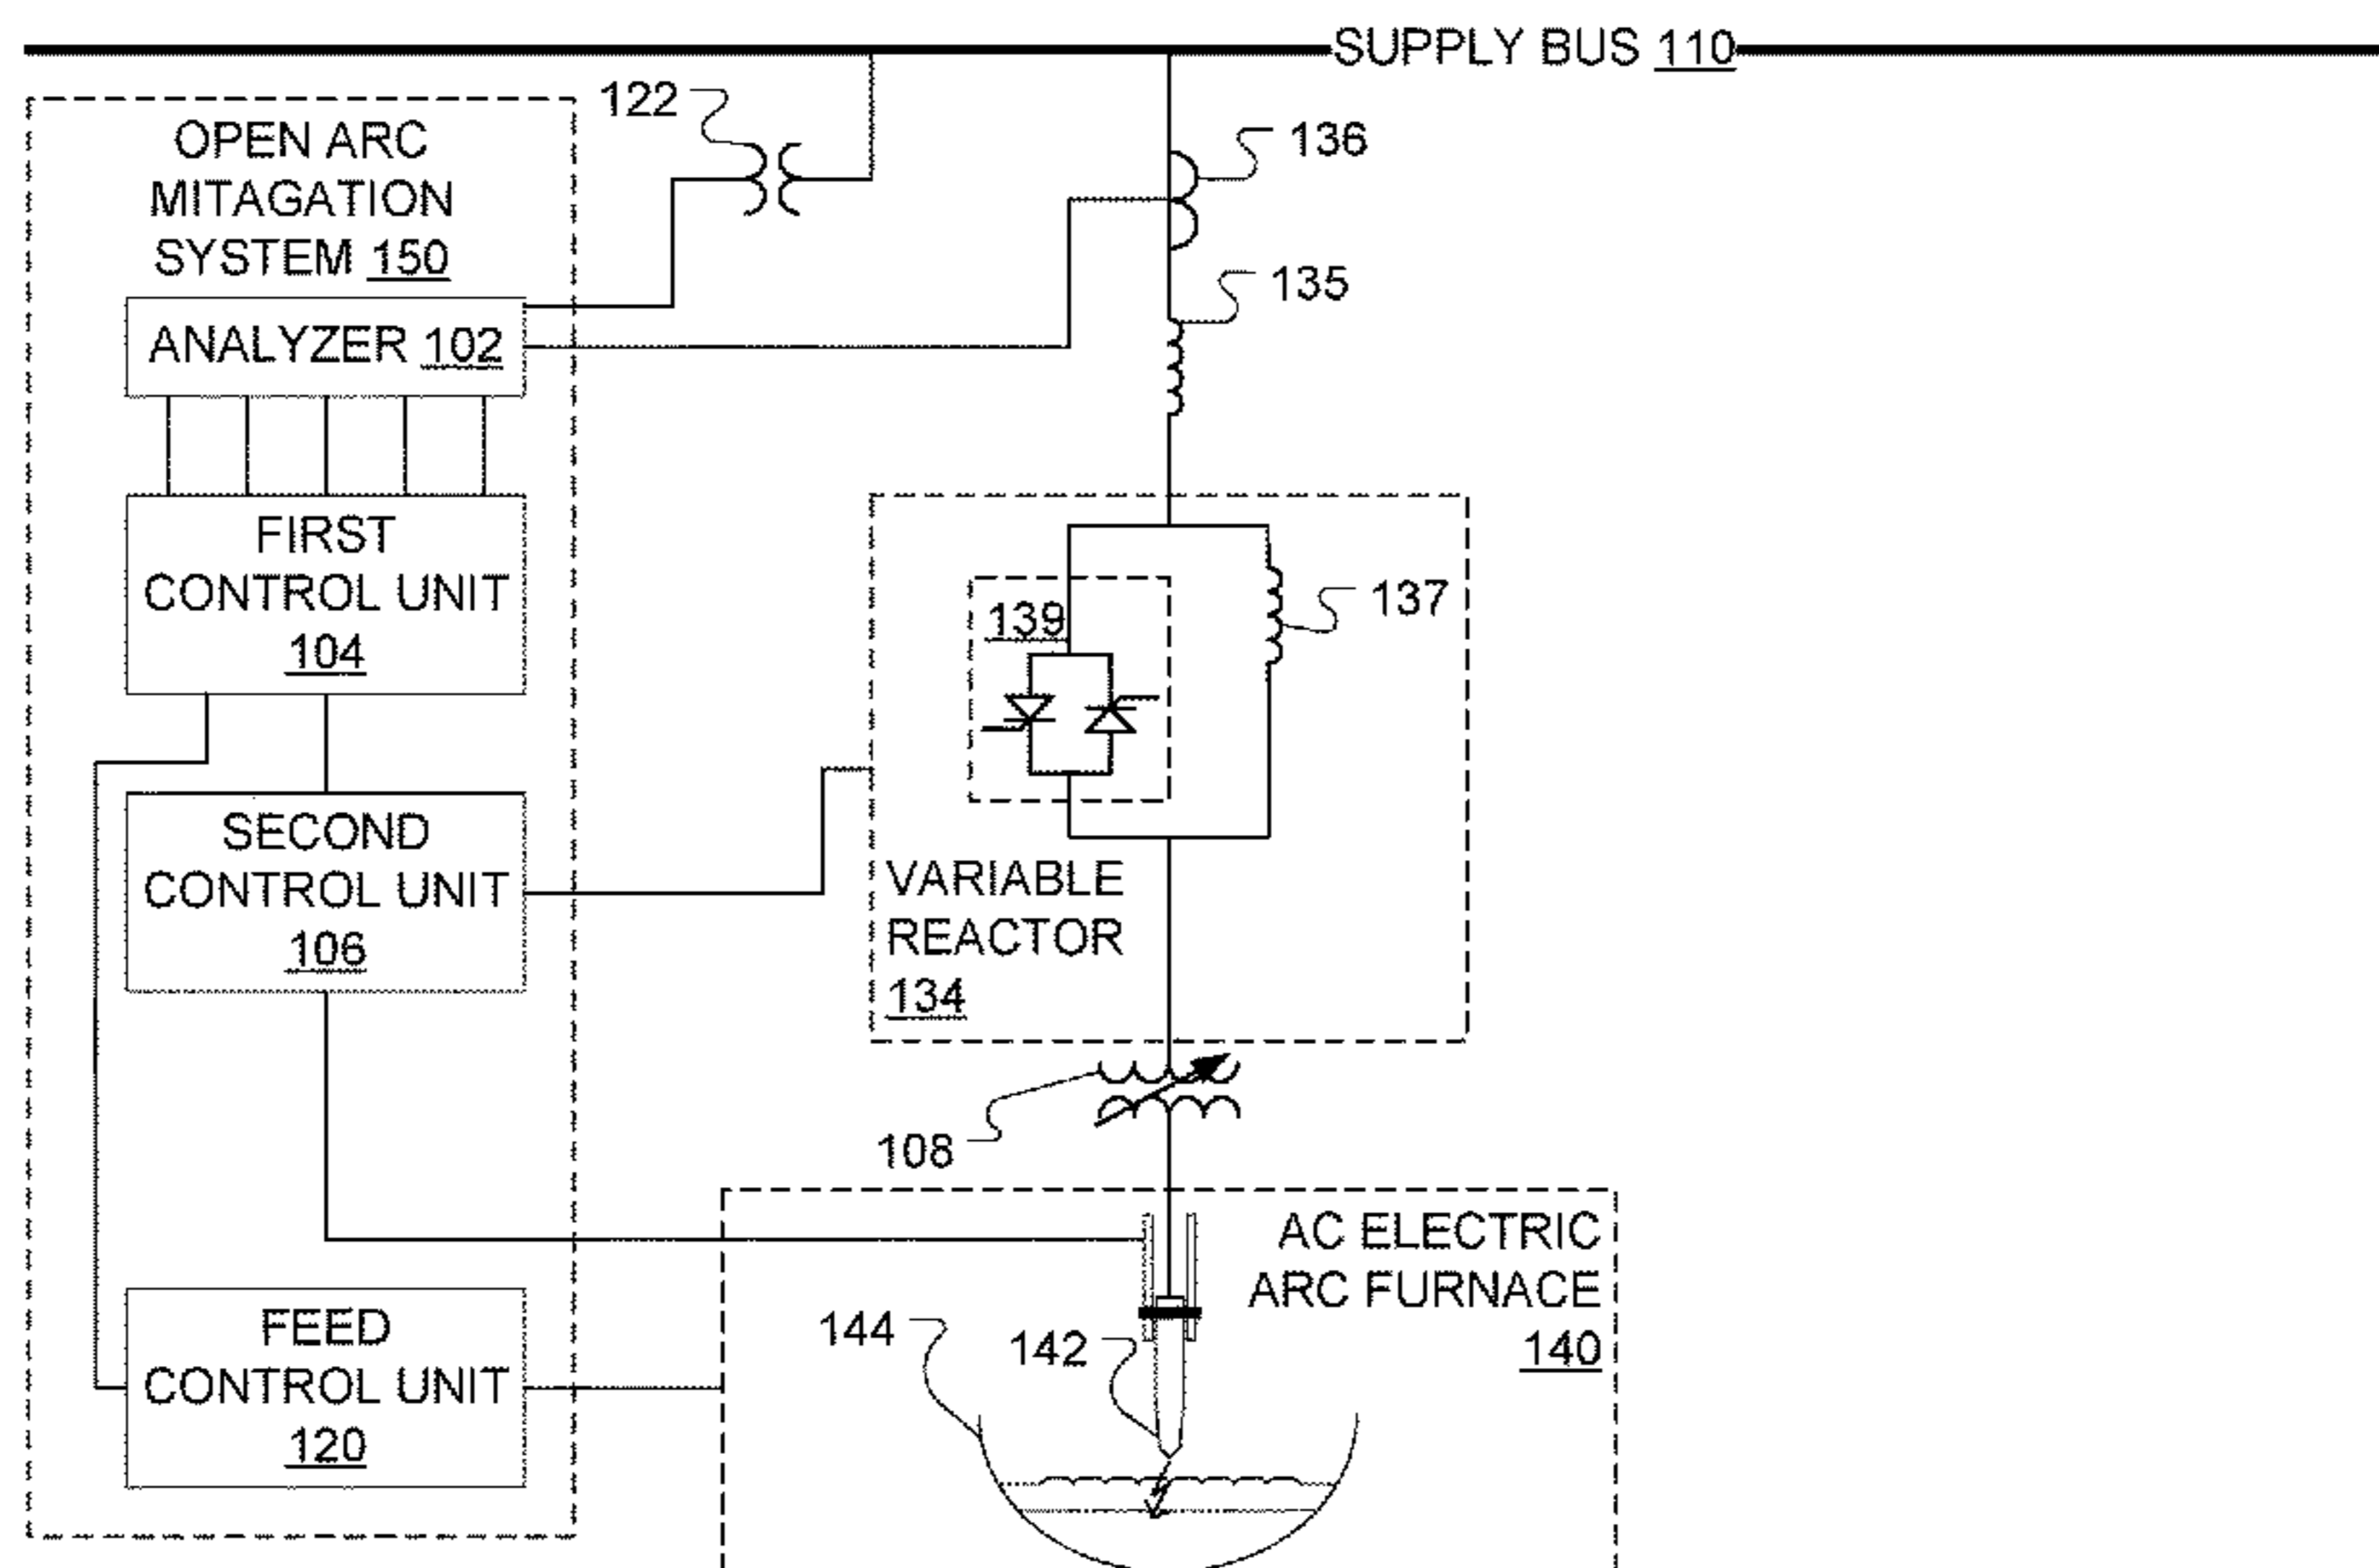 SUPPLY BUS 110
OPEN ARC
MITAGATION
SYSTEM 150
122
136
135
ANALYZER 102
FIRST
CONTROL UNIT
104
139
137
SECOND
CONTROL UNIT
106
VARIABLE
REACTOR
134
108
AC ELECTRIC
ARC FURNACE
140
144
142
FEED
CONTROL UNIT
120